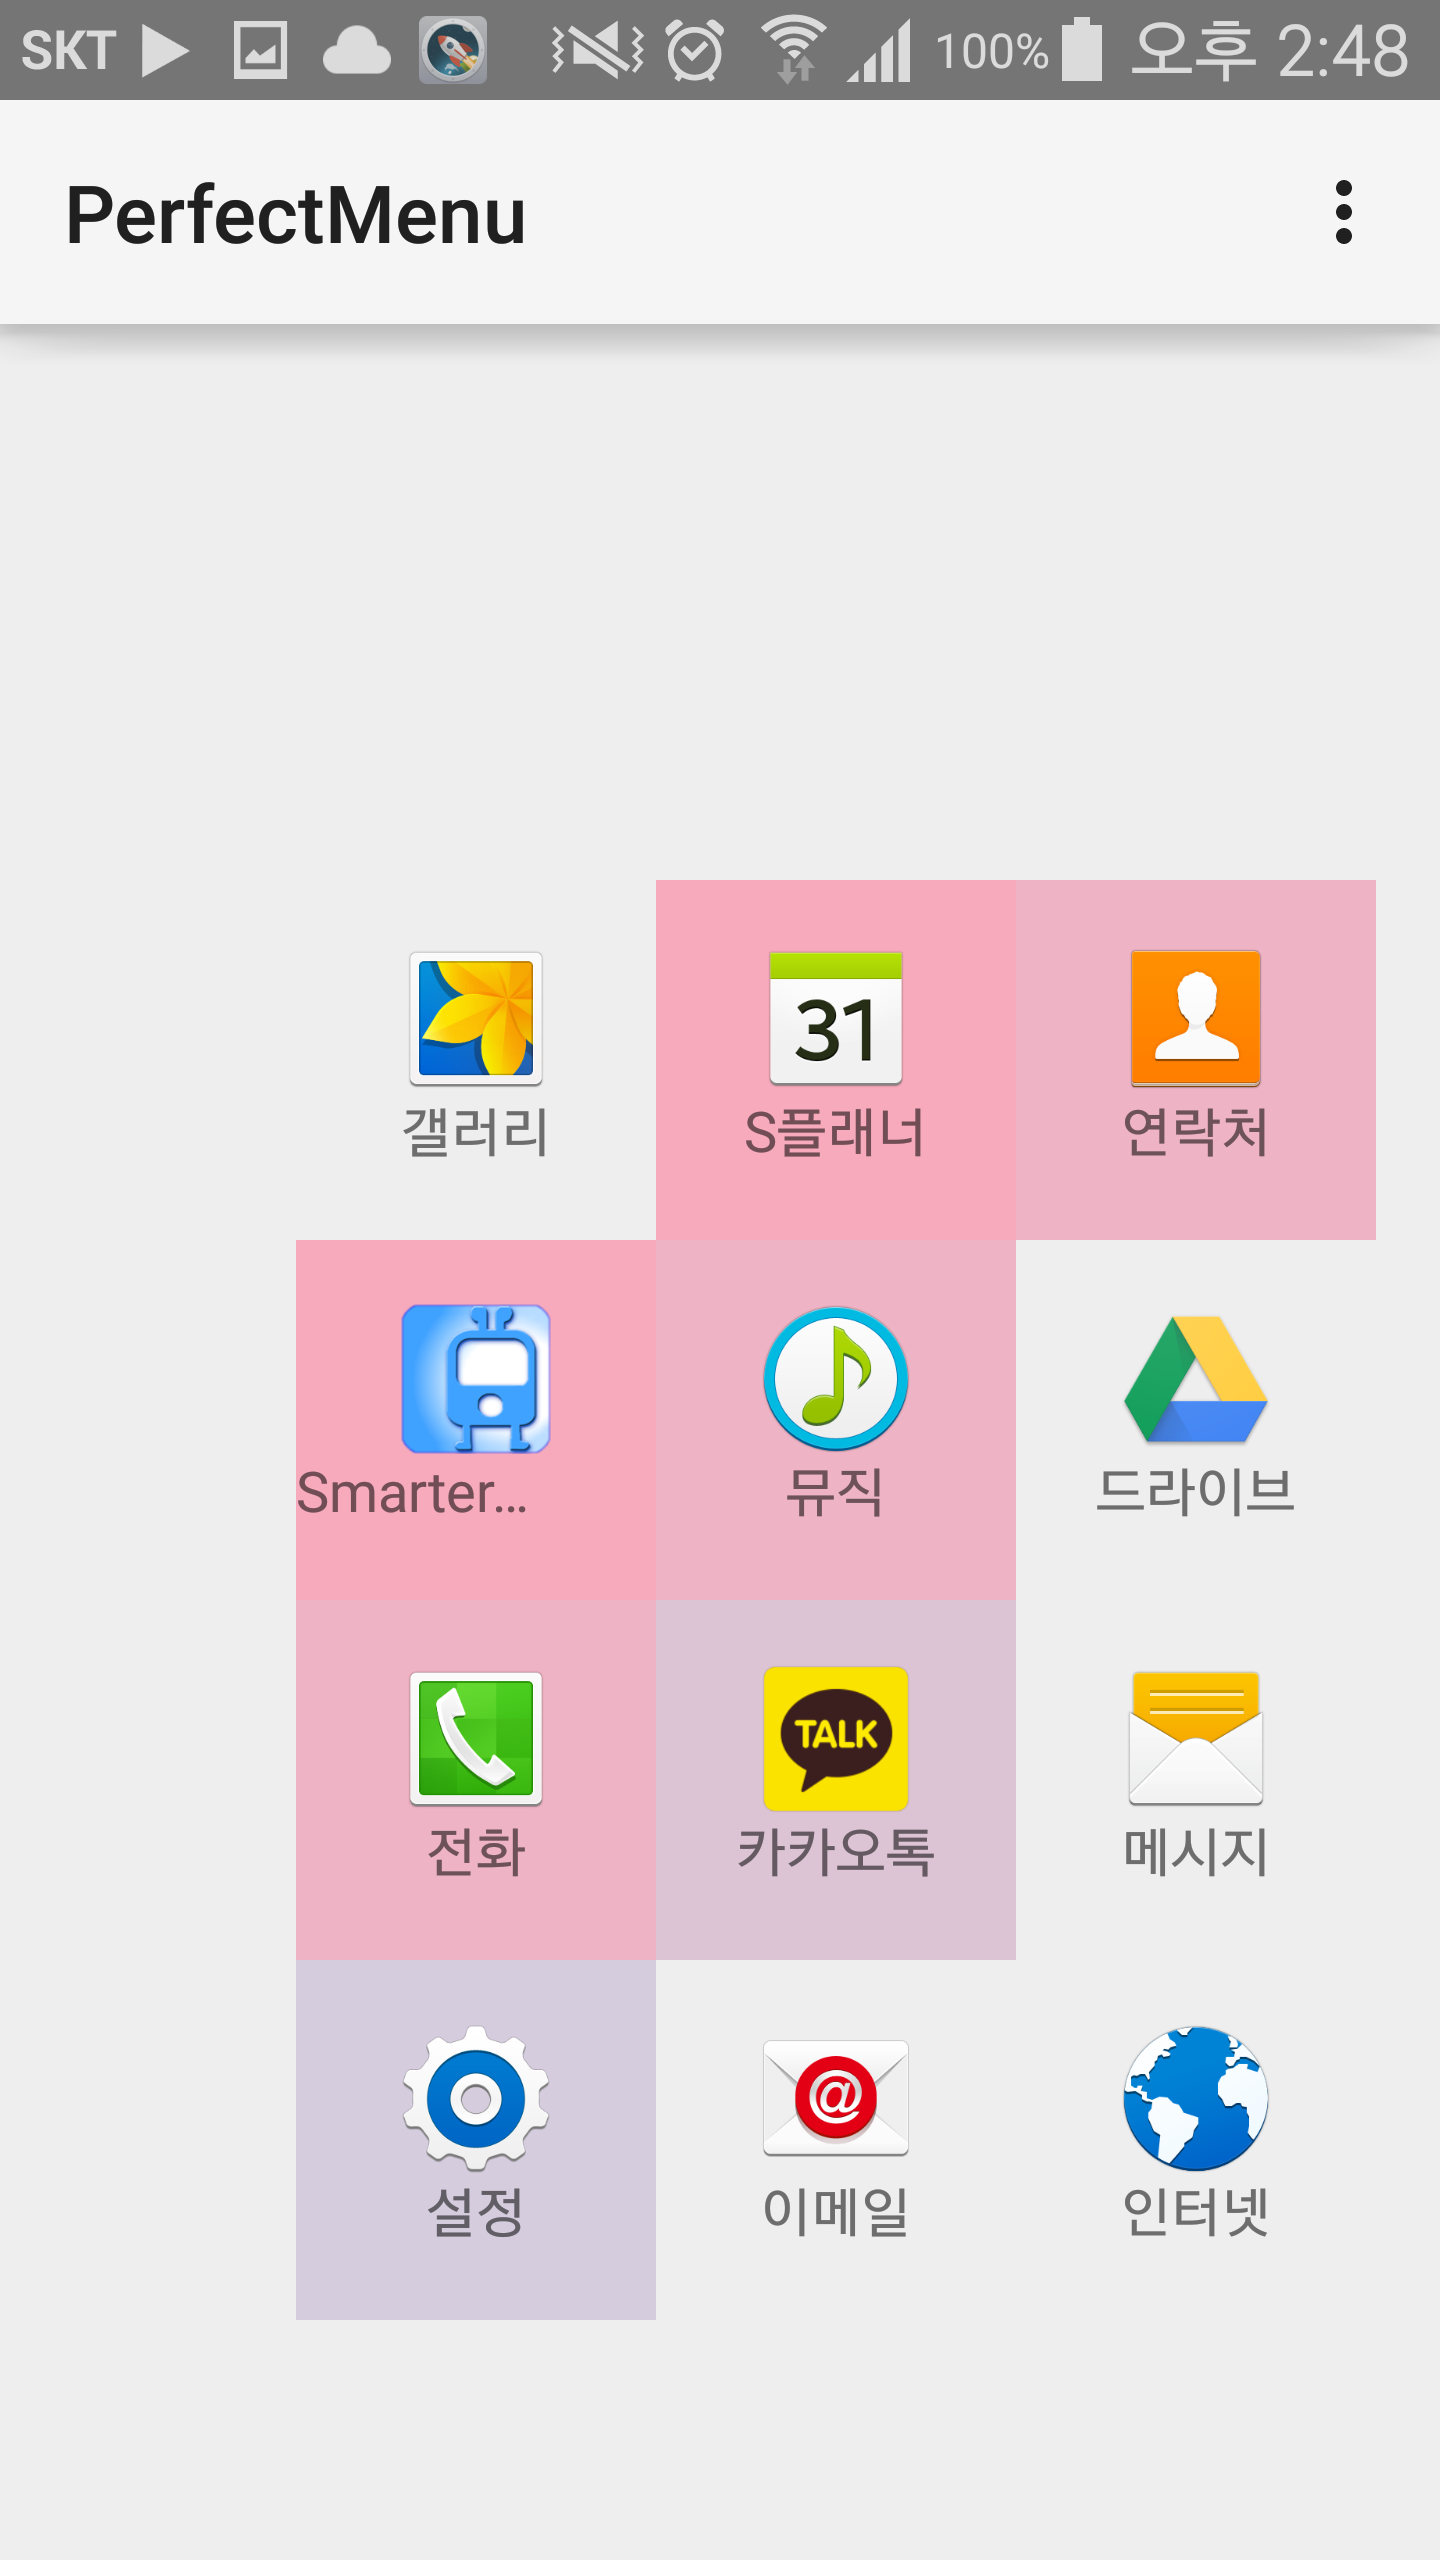 SKT 100% 오후 2:48
PerfectMenu
31
갤러리 S플래너 연락처
Smarter... 뮤직 드라이브
TALK
전화 카카오톡 메시지
@
설정 이메일 인터넷